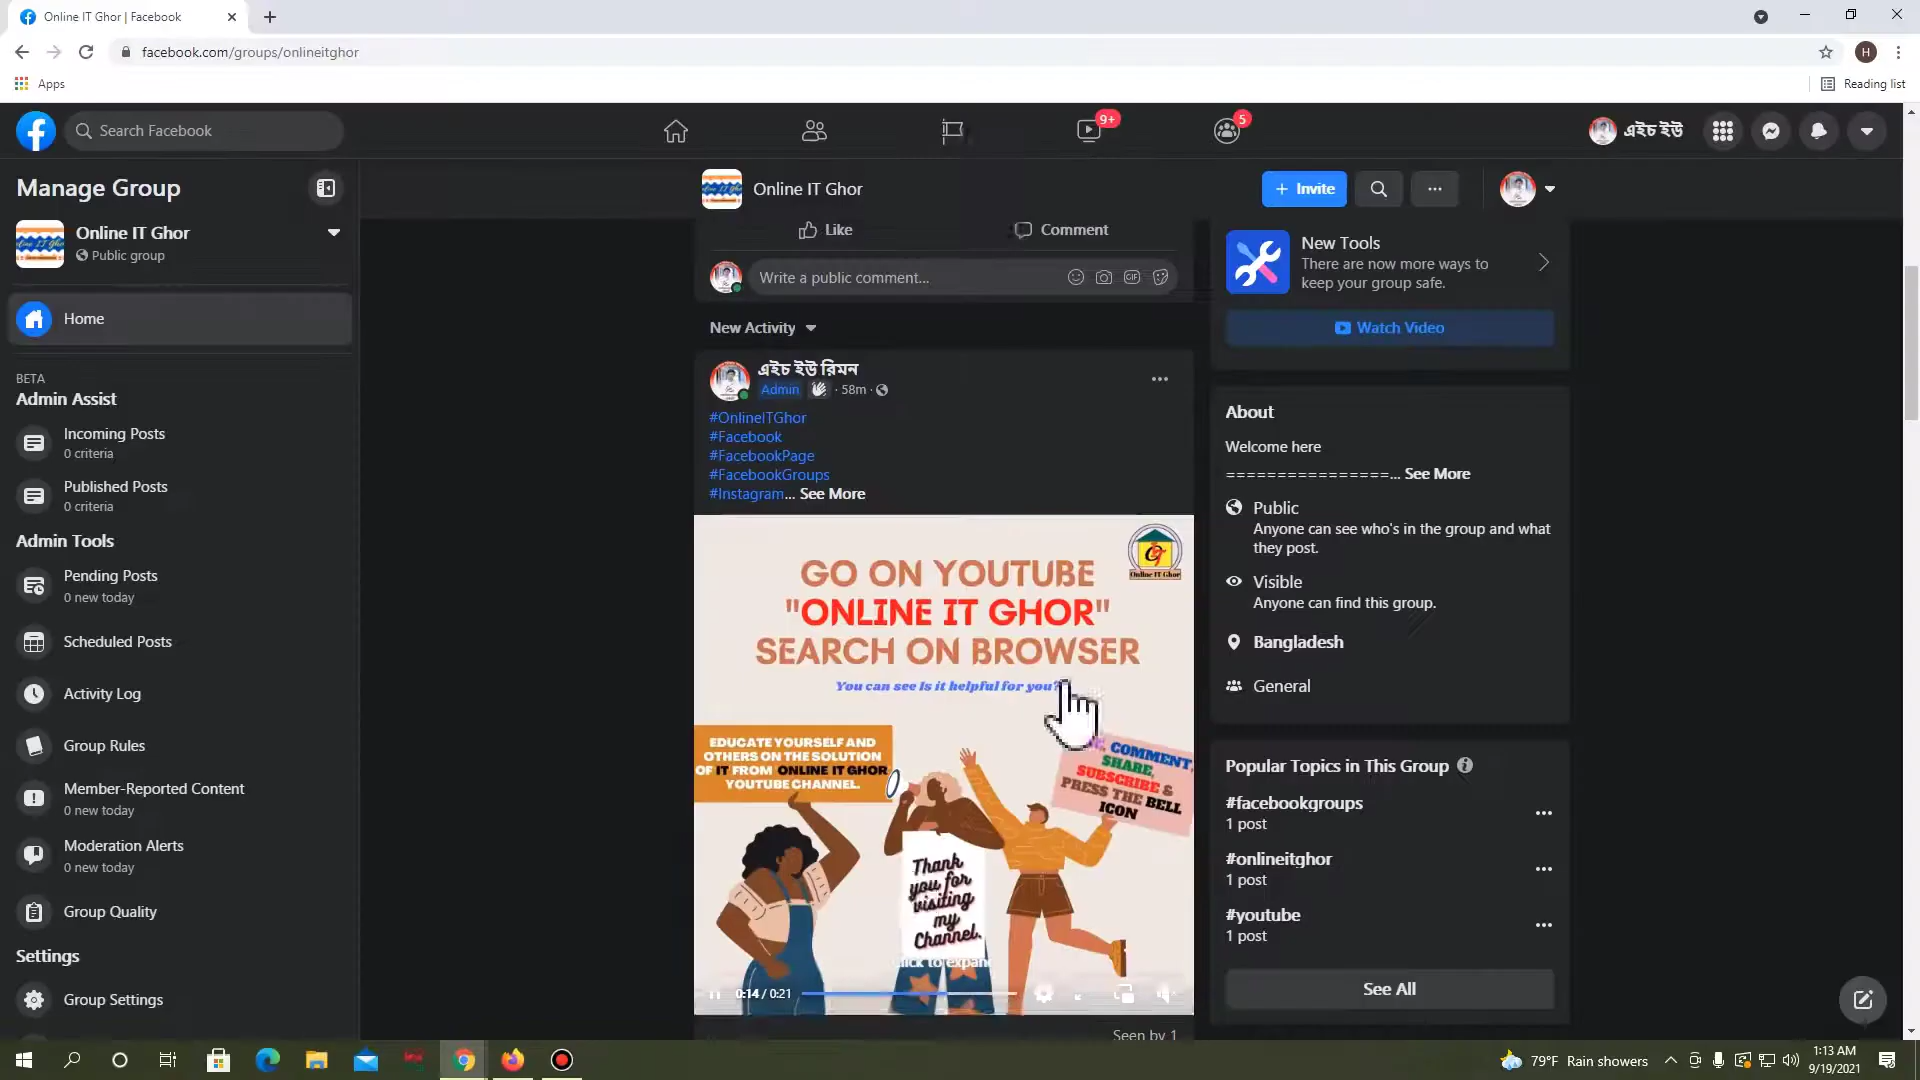 Online IT Ghor | Facebook
facebook.com/groups/onlineitghor
H
Apps
Reading list
Search Facebook
9+
5
এইচ ইউ
Manage Group
Online IT Ghor
Public group
Online IT Ghor
Invite
Like
Comment
Write a public comment...
GIF
New Tools
There are now more ways to
keep your group safe.
Watch Video
Home
New Activity
BETA
Admin Assist
Incoming Posts
0 criteria
Published Posts
0 criteria
Admin Tools
Pending Posts
0 new today
Scheduled Posts
Activity Log
Group Rules
Member-Reported Content
0 new today
Moderation Alerts
0 new today
Group Quality
Settings
Group Settings
এইচ ইউ রিমন
Admin · 58m ·
#OnlineITGhor
#Facebook
#FacebookPage
#FacebookGroups
#Instagram... See More
Online IT Ghor
GO ON YOUTUBE
"ONLINE IT GHOR"
SEARCH ON BROWSER
You can see Is it helpful for you?
EDUCATE YOURSELF AND
OTHERS ON THE SOLUTION
OF IT FROM ONLINE IT GHOR
YOUTUBE CHANNEL.
COMMENT,
SHARE,
SUBSCRIBE &
PRESS THE BELL
ICON
Thank
you for
visiting
my
Channel.
Click to expand
0:14 / 0:21
Seen by 1
About
Welcome here
================... See More
Public
Anyone can see who's in the group and what
they post.
Visible
Anyone can find this group.
Bangladesh
General
Popular Topics in This Group
#facebookgroups
1 post
#onlineitghor
1 post
#youtube
1 post
See All
79°F Rain showers
1:13 AM
9/19/2021